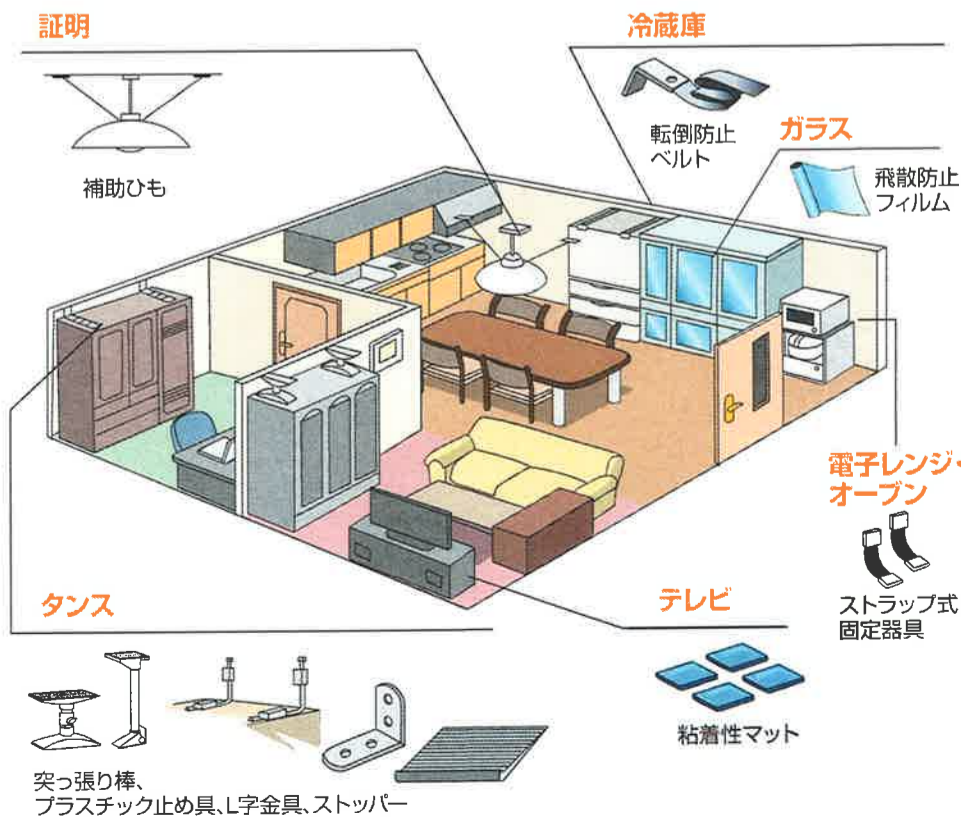 証明
補助ひも
冷蔵庫
転倒防止
ベルト
ガラス
飛散防止
フィルム
電子レンジ・
オーブン
ストラップ式
固定器具
テレビ
粘着性マット
タンス
突っ張り棒、
プラスチック止め具、L字金具、ストッパー